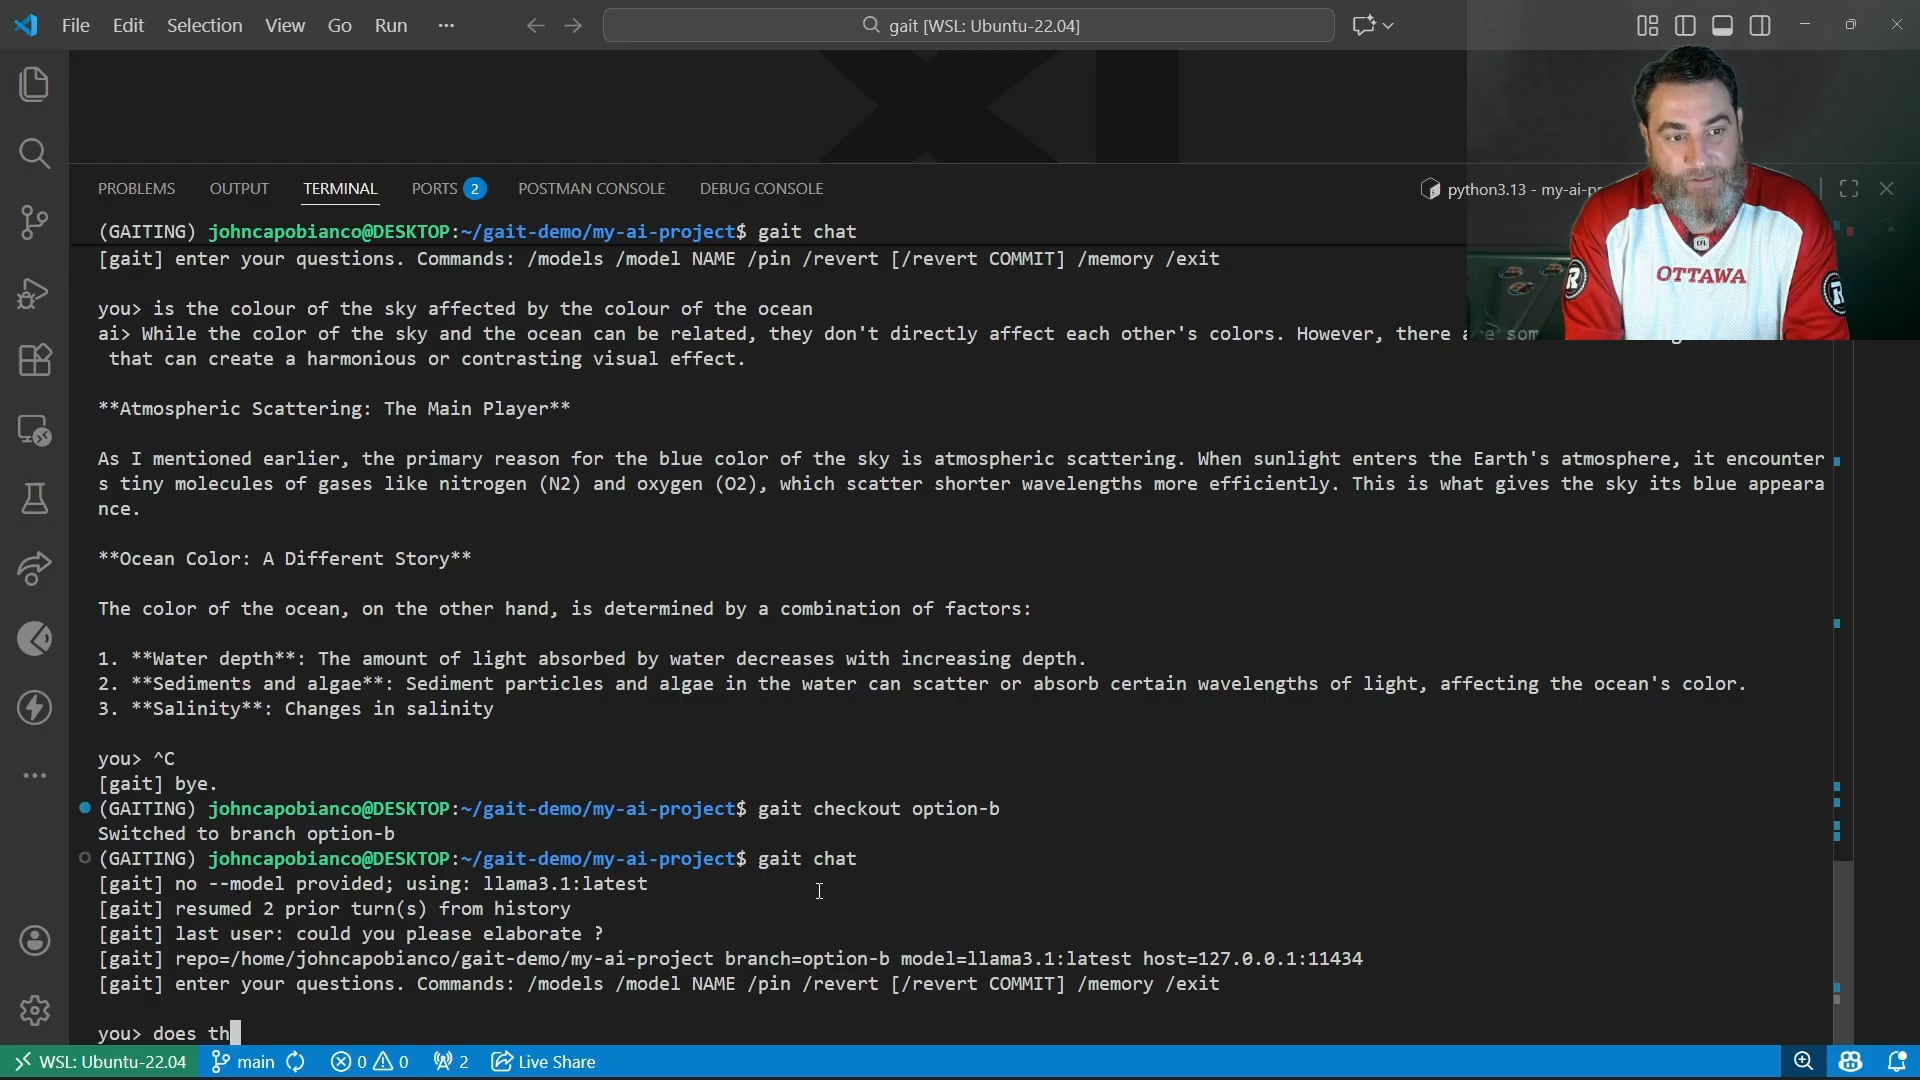 File Edit Selection View Go Run ···
gait [WSL: Ubuntu-22.04]
PROBLEMS OUTPUT TERMINAL PORTS 2 POSTMAN CONSOLE DEBUG CONSOLE
python3.13 - my-ai-pr
(GAITING) johncapobianco@DESKTOP:~/gait-demo/my-ai-project$ gait chat
[gait] enter your questions. Commands: /models /model NAME /pin /revert [/revert COMMIT] /memory /exit
you> is the colour of the sky affected by the colour of the ocean
ai> While the color of the sky and the ocean can be related, they don't directly affect each other's colors. However, there
that can create a harmonious or contrasting visual effect.
**Atmospheric Scattering: The Main Player**
As I mentioned earlier, the primary reason for the blue color of the sky is atmospheric scattering. When sunlight enters the Earth's atmosphere, it encounter
s tiny molecules of gases like nitrogen (N2) and oxygen (O2), which scatter shorter wavelengths more efficiently. This is what gives the sky its blue appeara
nce.
**Ocean Color: A Different Story**
The color of the ocean, on the other hand, is determined by a combination of factors:
1. **Water depth**: The amount of light absorbed by water decreases with increasing depth.
2. **Sediments and algae**: Sediment particles and algae in the water can scatter or absorb certain wavelengths of light, affecting the ocean's color.
3. **Salinity**: Changes in salinity
you> ^C
[gait] bye.
(GAITING) johncapobianco@DESKTOP:~/gait-demo/my-ai-project$ gait checkout option-b
Switched to branch option-b
(GAITING) johncapobianco@DESKTOP:~/gait-demo/my-ai-project$ gait chat
[gait] no --model provided; using: llama3.1:latest
[gait] resumed 2 prior turn(s) from history
[gait] last user: could you please elaborate ?
[gait] repo=/home/johncapobianco/gait-demo/my-ai-project branch=option-b model=llama3.1:latest host=127.0.0.1:11434
[gait] enter your questions. Commands: /models /model NAME /pin /revert [/revert COMMIT] /memory /exit
you> does th
WSL: Ubuntu-22.04 main 0 0 2 Live Share
OTTAWA
R
R
CFL